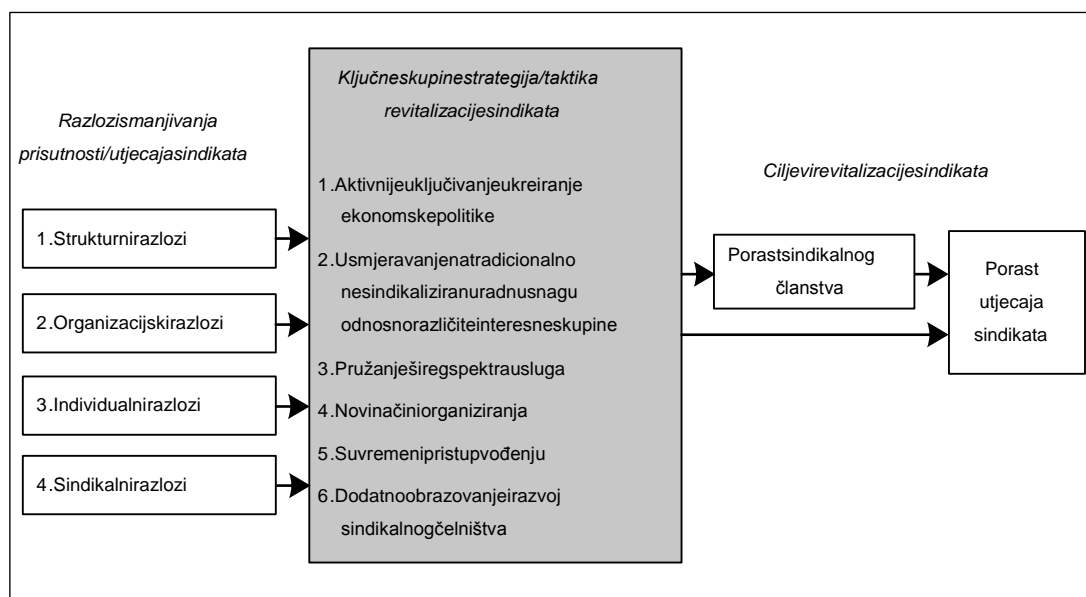 Razlozismanjivanja
prisutnosti/utjecajasindikata
1.Strukturnirazlozi
2.Organizacijskirazlozi
3.Individualnirazlozi
4.Sindikalnirazlozi
Ključneskupinestrategija/taktika
revitalizacijesindikata
1.Aktivnijeuključivanjeukreiranje
ekonomskepolitike
2.Usmjeravanjenatradicionalno
nesindikaliziranuradnusnagu
odnosnorazličiteinteresneskupine
3.Pružanješiregspektrausluga
4.Novinačiniorganiziranja
5.Suvremenipristupvođenju
6.Dodatnoobrazovanjeirazvoj
sindikalnogčelništva
Ciljevirevitalizacijesindikata
Porastsindikalnog
članstva
Porast
utjecaja
sindikata